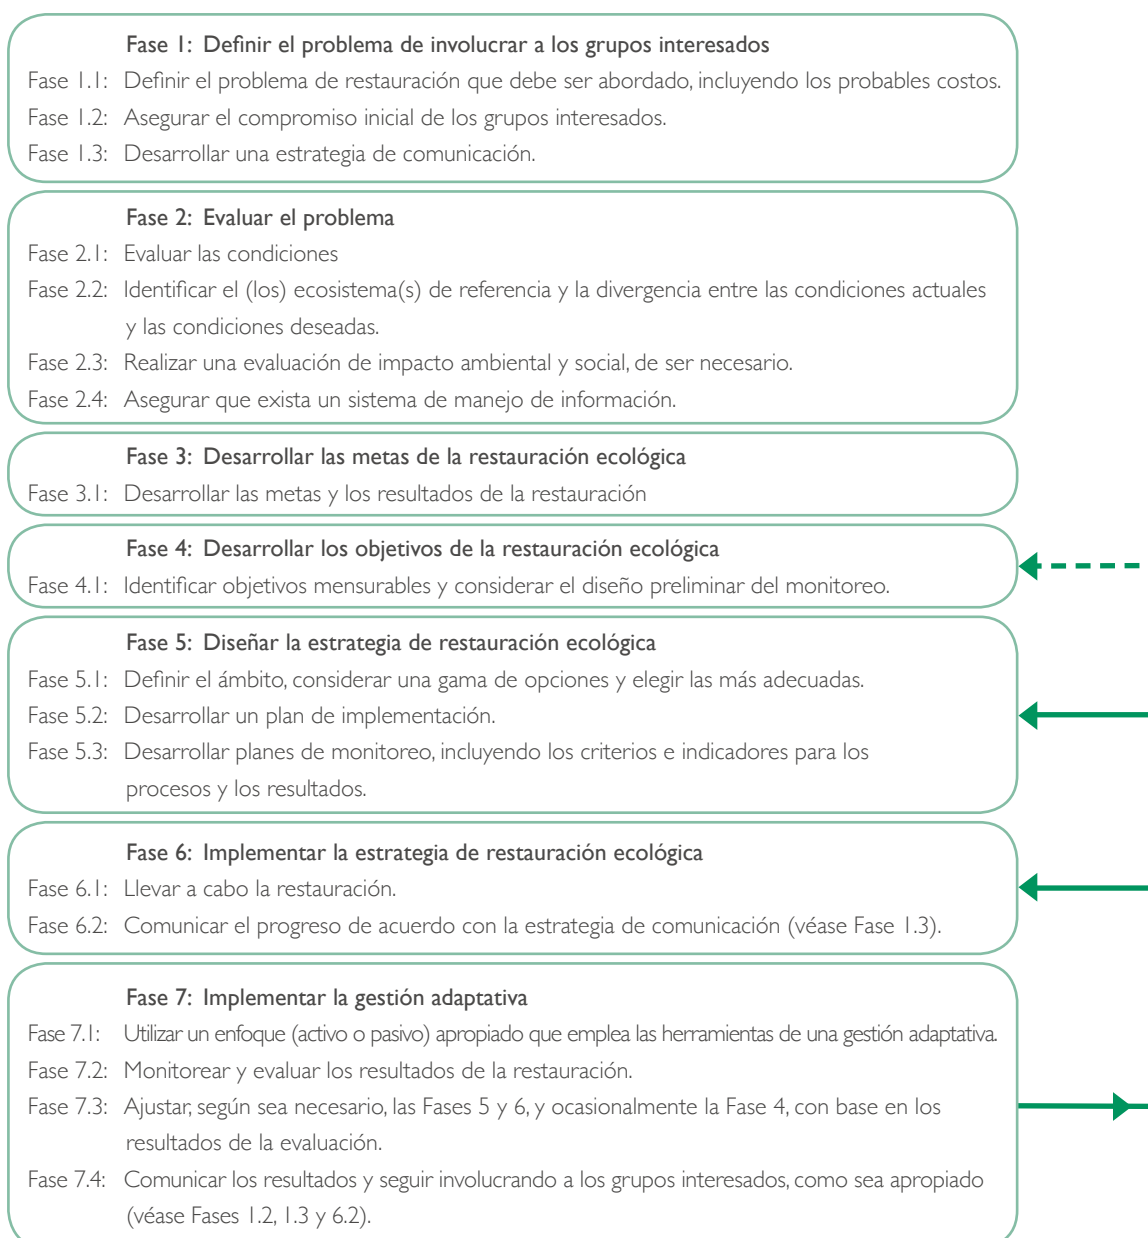 Fase 1: Definir el problema de involucrar a los grupos interesados
Fase 1.1: Definir el problema de restauración que debe ser abordado, incluyendo los probables costos.
Fase 1.2: Asegurar el compromiso inicial de los grupos interesados.
Fase 1.3: Desarrollar una estrategia de comunicación.
Fase 2: Evaluar el problema
Fase 2.1: Evaluar las condiciones
Fase 2.2: Identificar el (los) ecosistema(s) de referencia y la divergencia entre las condiciones actuales
y las condiciones deseadas.
Fase 2.3: Realizar una evaluación de impacto ambiental y social, de ser necesario.
Fase 2.4: Asegurar que exista un sistema de manejo de información.
Fase 3: Desarrollar las metas de la restauración ecológica
Fase 3.1: Desarrollar las metas y los resultados de la restauración
Fase 4: Desarrollar los objetivos de la restauración ecológica
Fase 4.1: Identificar objetivos mensurables y considerar el diseño preliminar del monitoreo.
Fase 5: Diseñar la estrategia de restauración ecológica
Fase 5.1: Definir el ámbito, considerar una gama de opciones y elegir las más adecuadas.
Fase 5.2: Desarrollar un plan de implementación.
Fase 5.3: Desarrollar planes de monitoreo, incluyendo los criterios e indicadores para los
procesos y los resultados.
Fase 6: Implementar la estrategia de restauración ecológica
Fase 6.1: Llevar a cabo la restauración.
Fase 6.2: Comunicar el progreso de acuerdo con la estrategia de comunicación (véase Fase 1.3).
Fase 7: Implementar la gestión adaptativa
Fase 7.1: Utilizar un enfoque (activo o pasivo) apropiado que emplea las herramientas de una gestión adaptativa.
Fase 7.2: Monitorear y evaluar los resultados de la restauración.
Fase 7.3: Ajustar, según sea necesario, las Fases 5 y 6, y ocasionalmente la Fase 4, con base en los
resultados de la evaluación.
Fase 7.4: Comunicar los resultados y seguir involucrando a los grupos interesados, como sea apropiado
(véase Fases 1.2, 1.3 y 6.2).